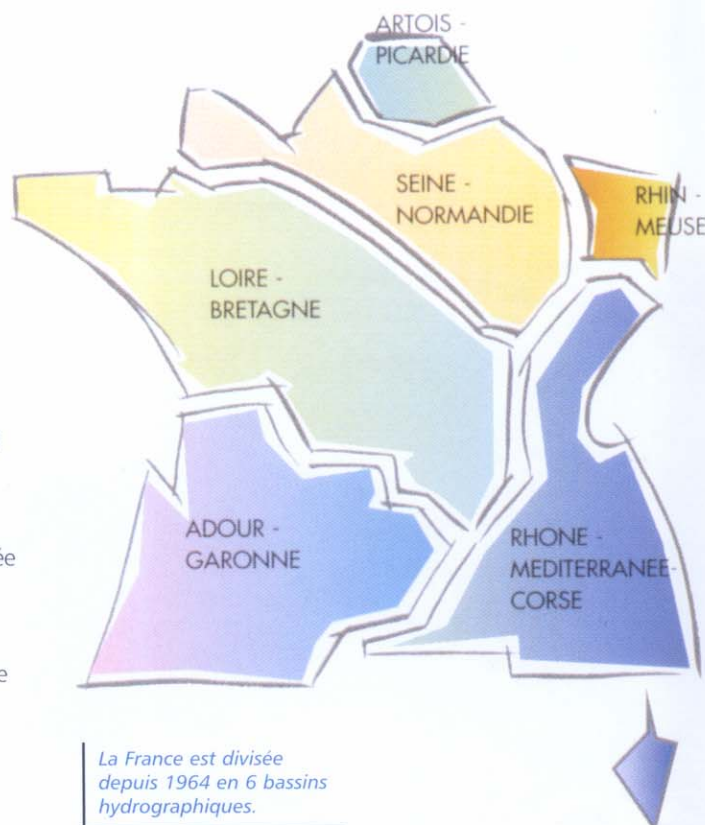 ARTOIS -
PICARDIE
SEINE -
NORMANDIE
RHIN -
MEUSE
LOIRE -
BRETAGNE
ADOUR -
GARONNE
RHONE -
MEDITERRANEE-
CORSE
La France est divisée
depuis 1964 en 6 bassins
hydrographiques.